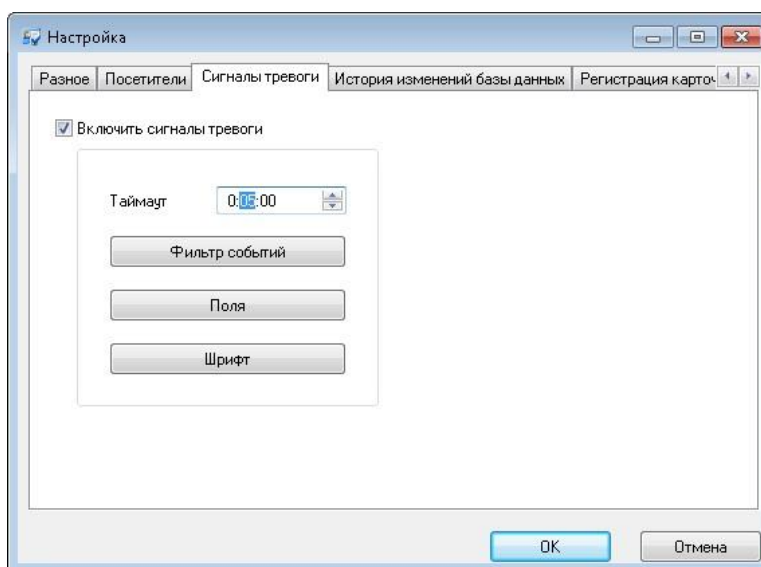 Настройка
Разное Посетители Сигналы тревоги История изменений базы данных Регистрация карточ
Включить сигналы тревоги
Таймаут 0:05:00
Фильтр событий
Поля
Шрифт
OK Отмена